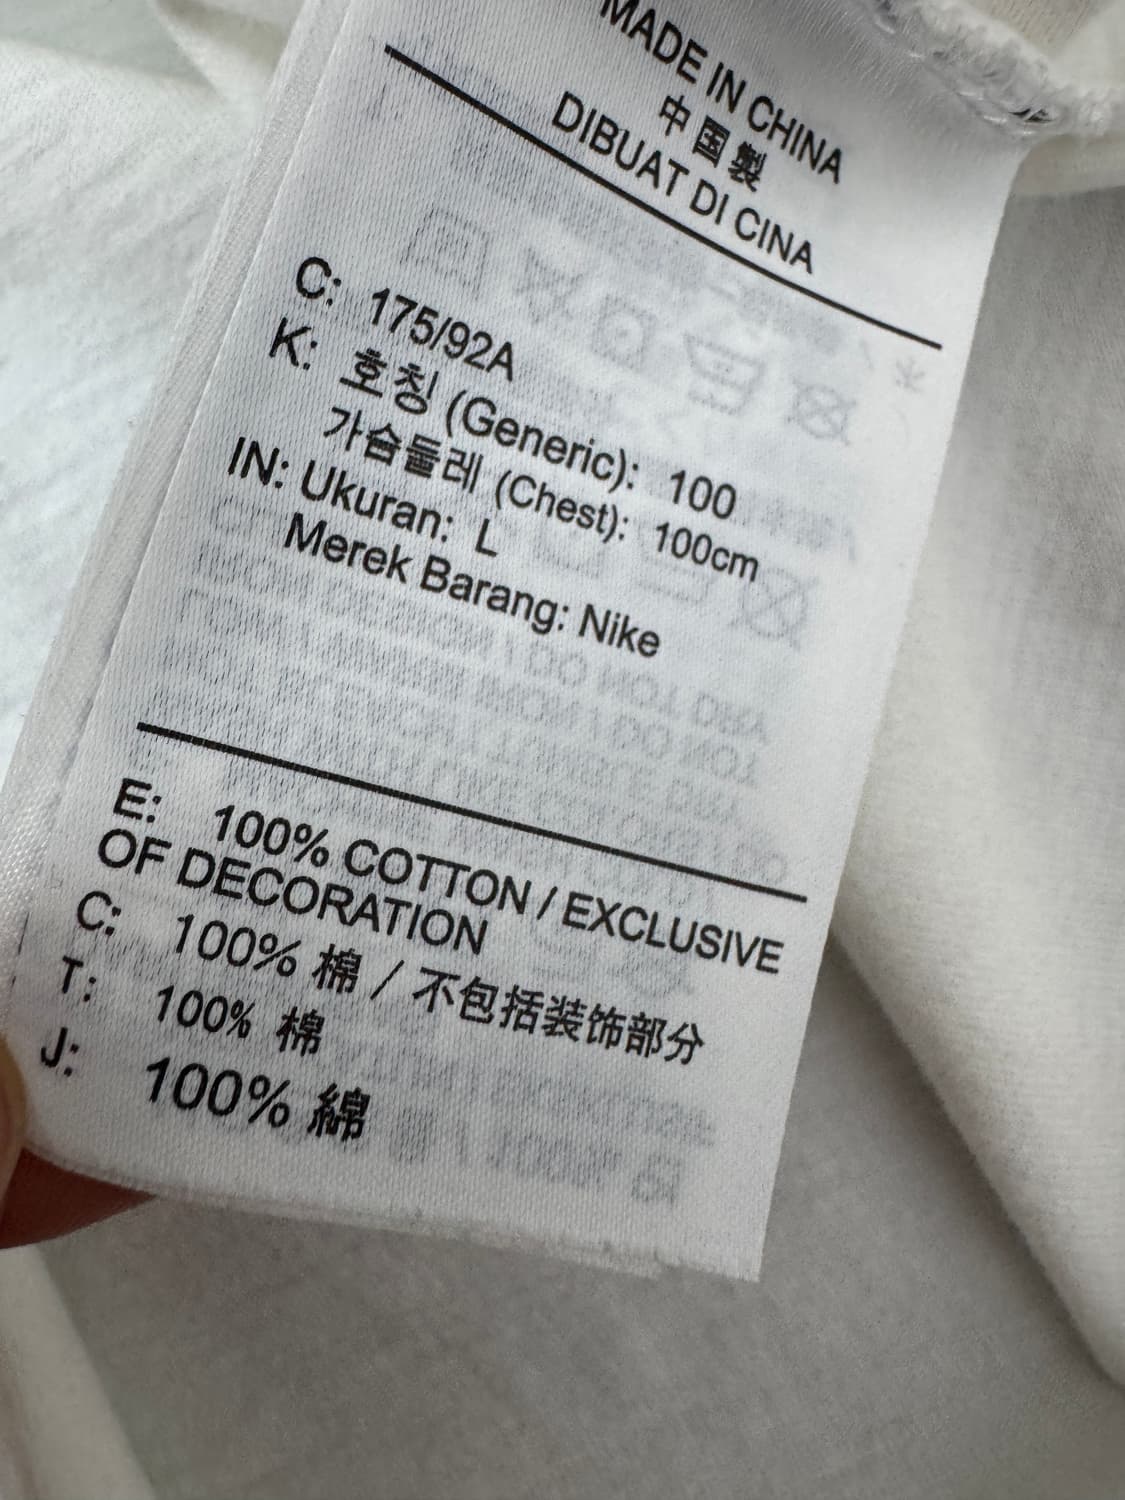 MADE IN CHINA
中国製
DIBUAT DI CINA
C: 175/92A
K: 호칭 (Generic): 100
가슴둘레 (Chest): 100cm
IN: Ukuran: L
Merek Barang: Nike
E: 100% COTTON / EXCLUSIVE
OF DECORATION
C: 100% 棉 / 不包括装饰部分
T: 100% 棉
J: 100% 綿